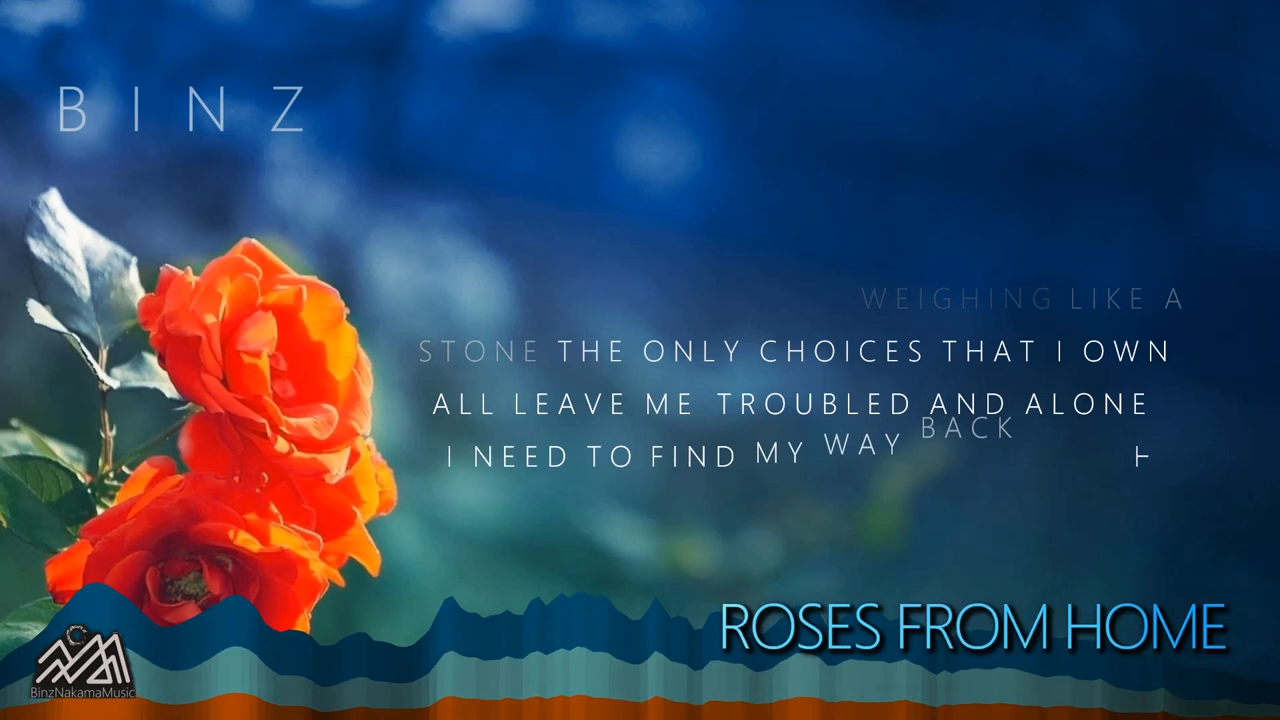 BINZ
WEIGHING LIKE A
STONE THE ONLY CHOICES THAT I OWN
ALL LEAVE ME TROUBLED AND ALONE
I NEED TO FIND MY WAY BACK
ROSES FROM HOME
BinzNakamaMusic